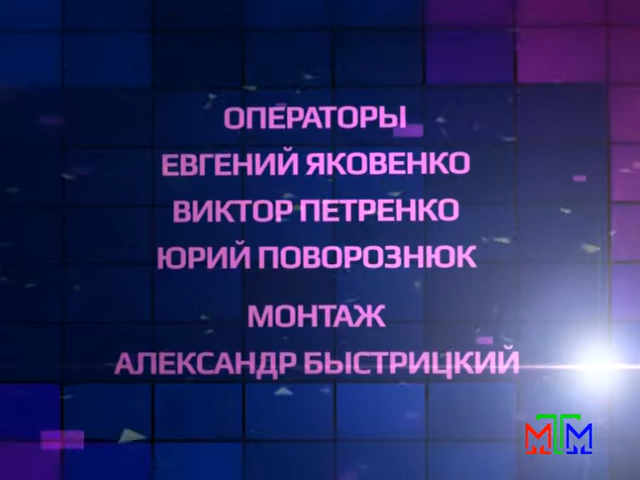 ОПЕРАТОРЫ
ЕВГЕНИЙ ЯКОВЕНКО
ВИКТОР ПЕТРЕНКО
ЮРИЙ ПОВОРОЗНЮК
МОНТАЖ
АЛЕКСАНДР БЫСТРИЦКИЙ
МТМ